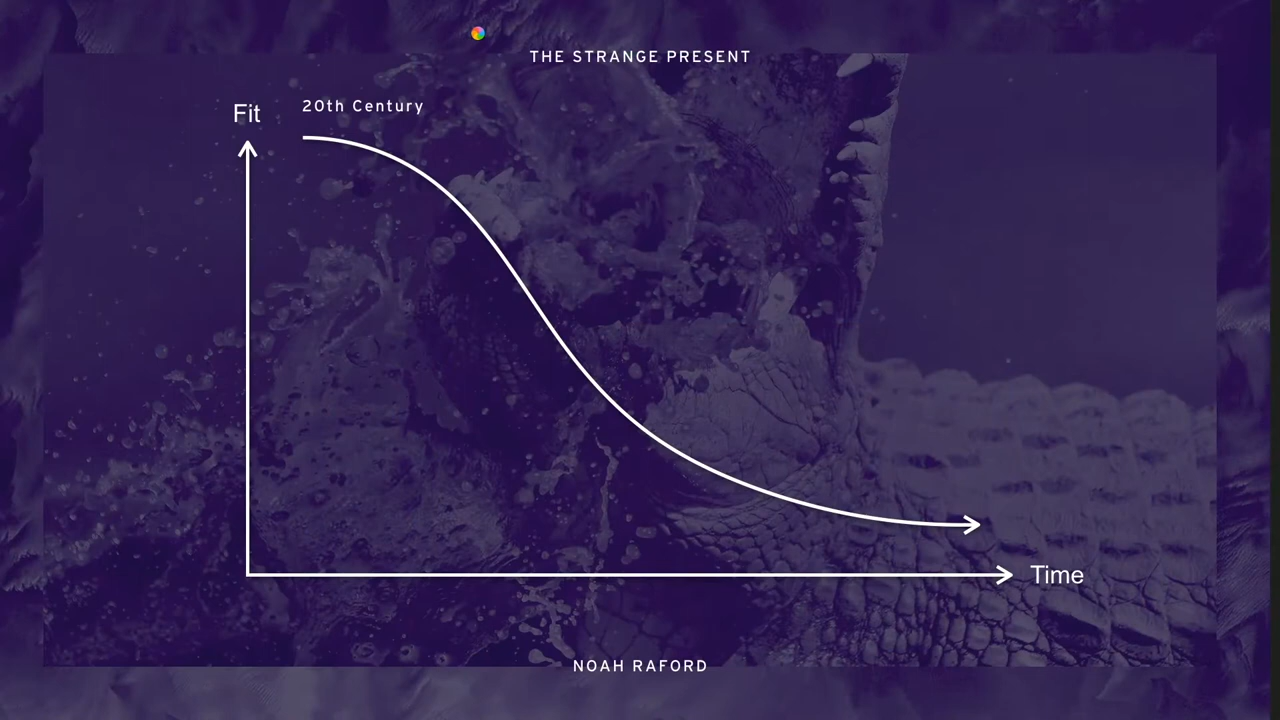 THE STRANGE PRESENT
20th Century
Fit
Time
NOAH RAFORD